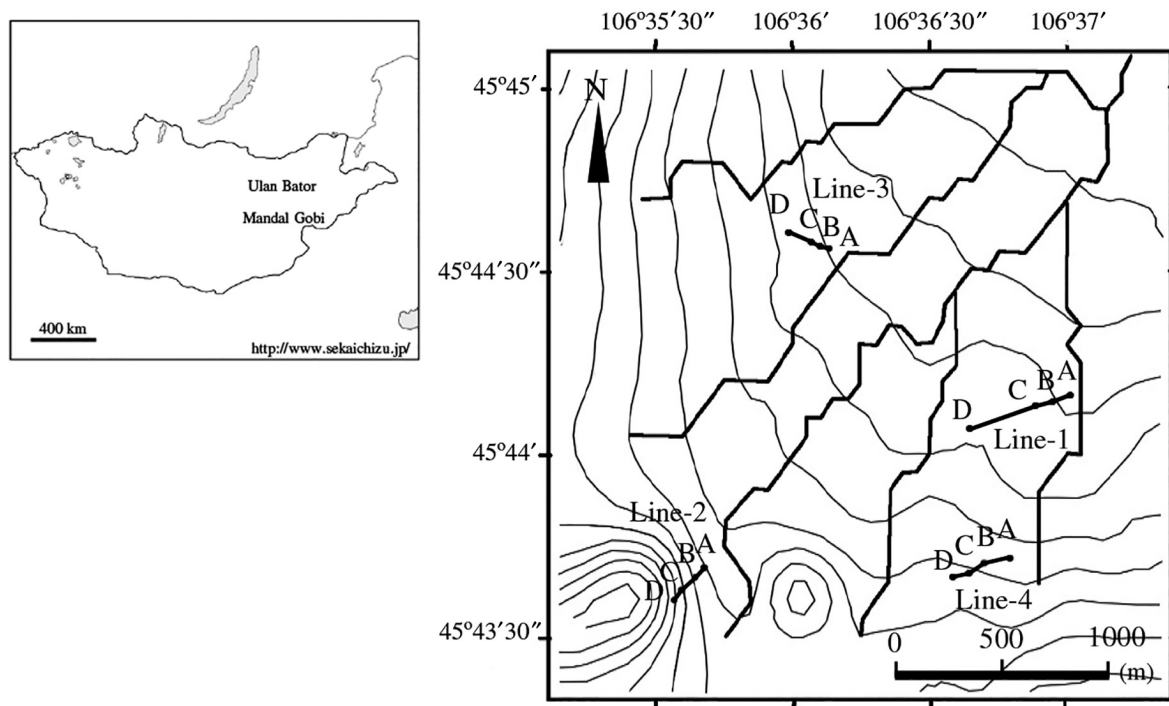 Ulan Bator
Mandal Gobi
400 km
http://www.sekaichizu.jp/
106º35′30″ 106º36′ 106º36′30″ 106º37′
45º45′
N
Line-3
D
C
B
A
45º44′30″
A
B
C
D
Line-1
45º44′
Line-2
A
B
C
D
A
B
C
D
Line-4
45º43′30″
0 500 1000
(m)